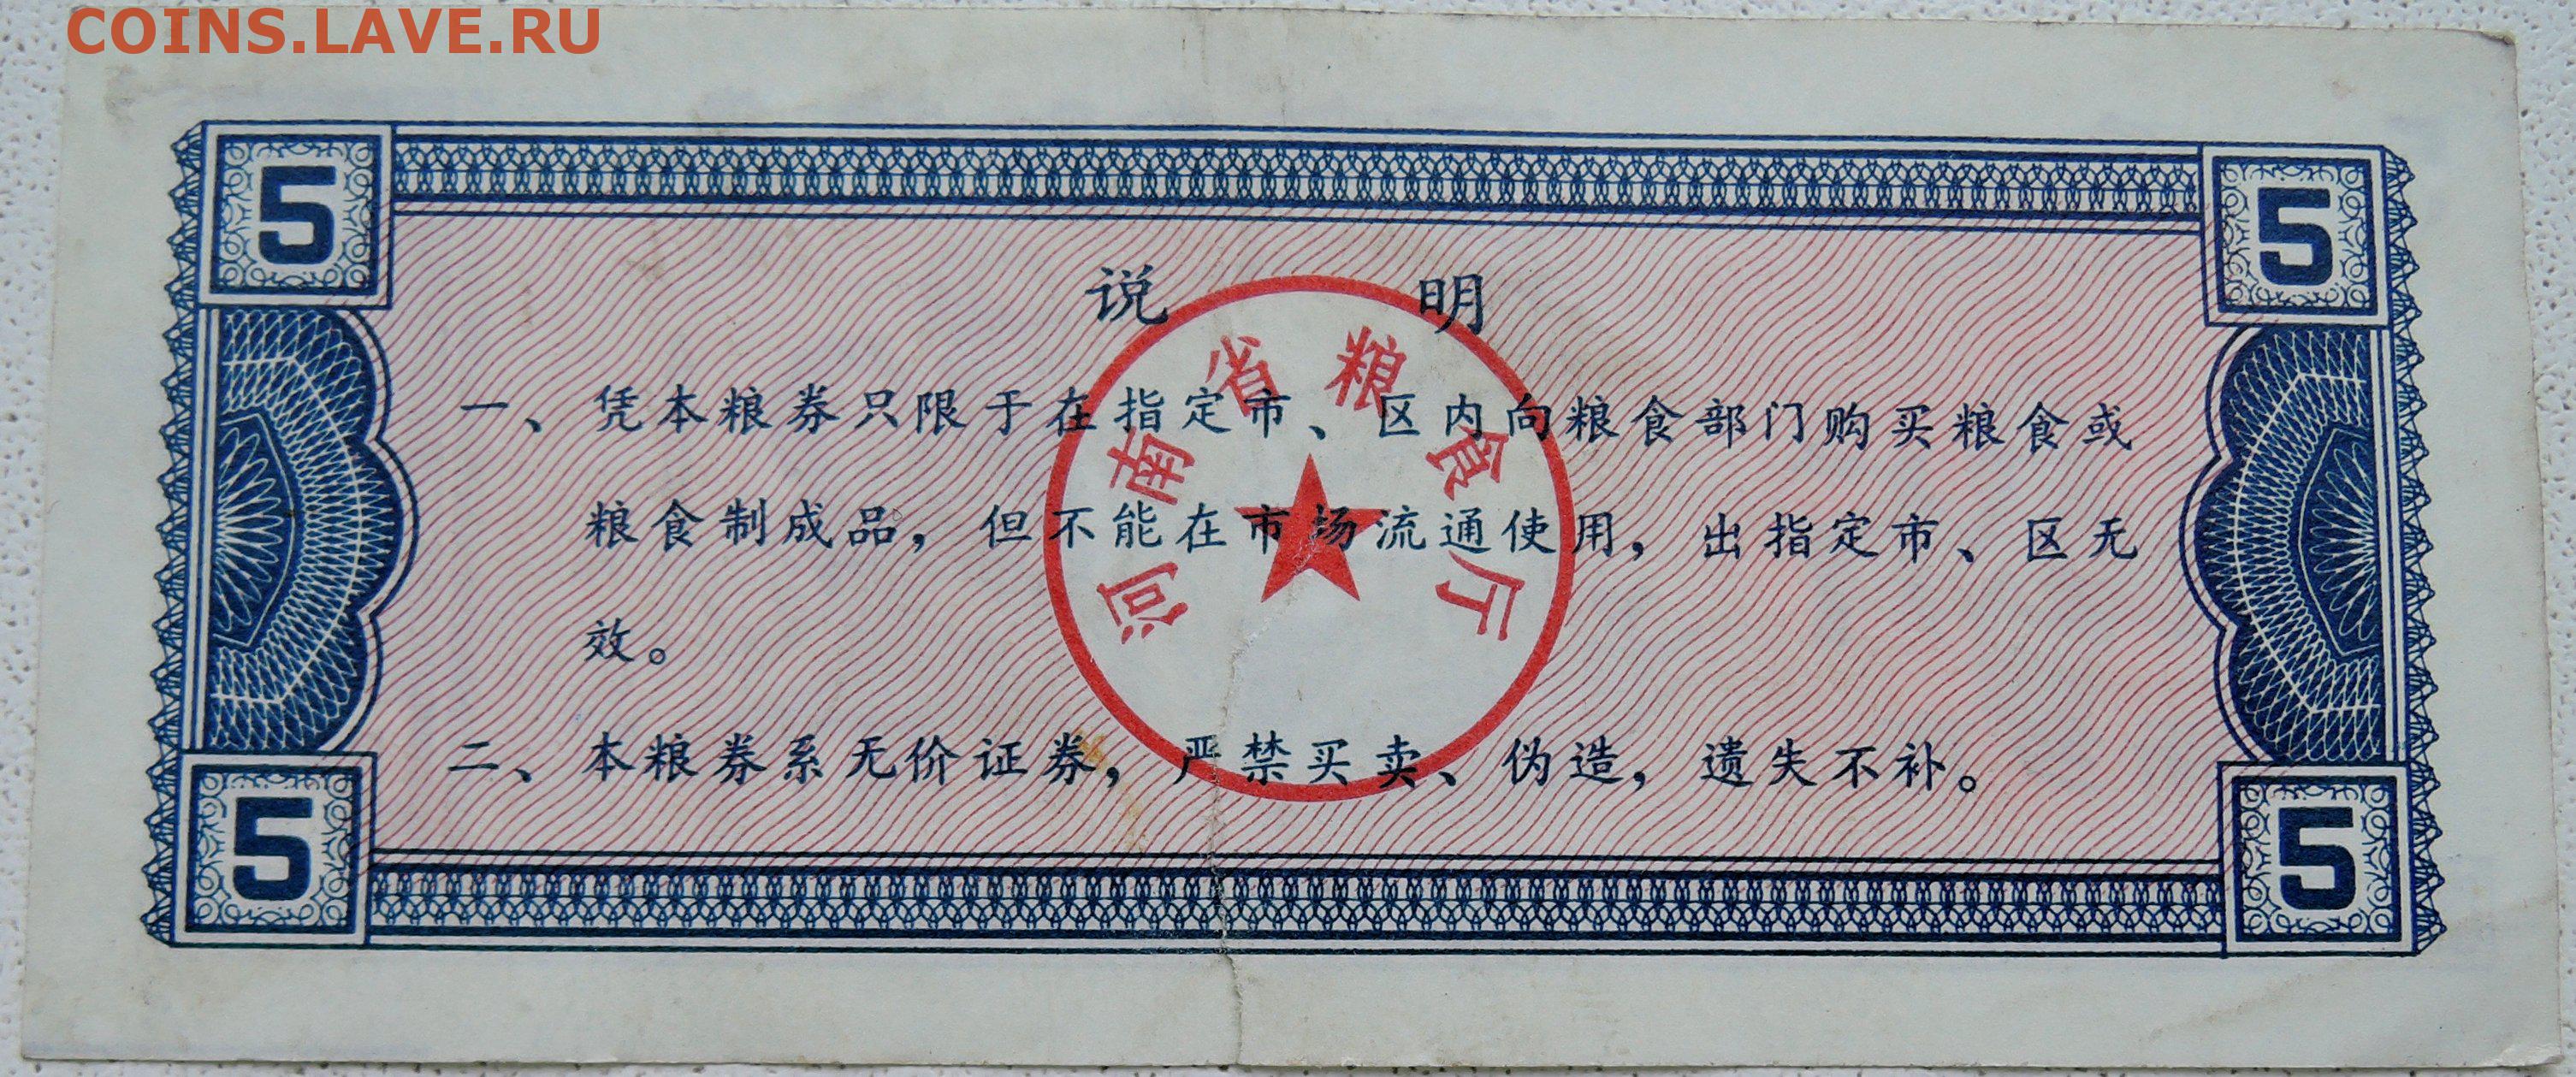 COINS.LAVE.RU
5 5
说 明
河南省粮食厅
一、凭本粮券只限于在指定市、区内向粮食部门购买粮食或
粮食制成品，但不能在市场流通使用，出指定市、区无
效。
二、本粮券系无价证券，严禁买卖、伪造，遗失不补。
5 5